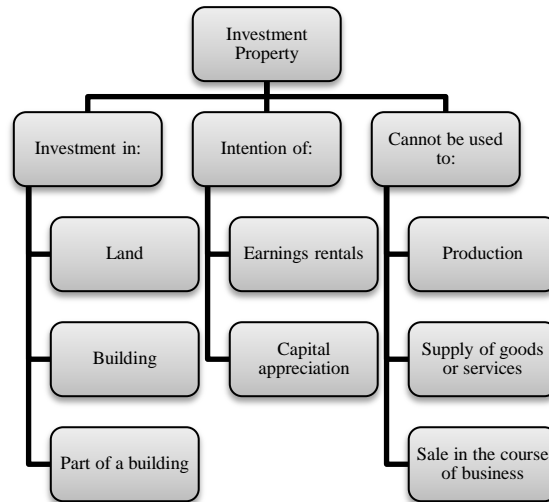 Investment
Property
Investment in:
Land
Building
Part of a building
Intention of:
Earnings rentals
Capital
appreciation
Cannot be used
to:
Production
Supply of goods
or services
Sale in the course
of business